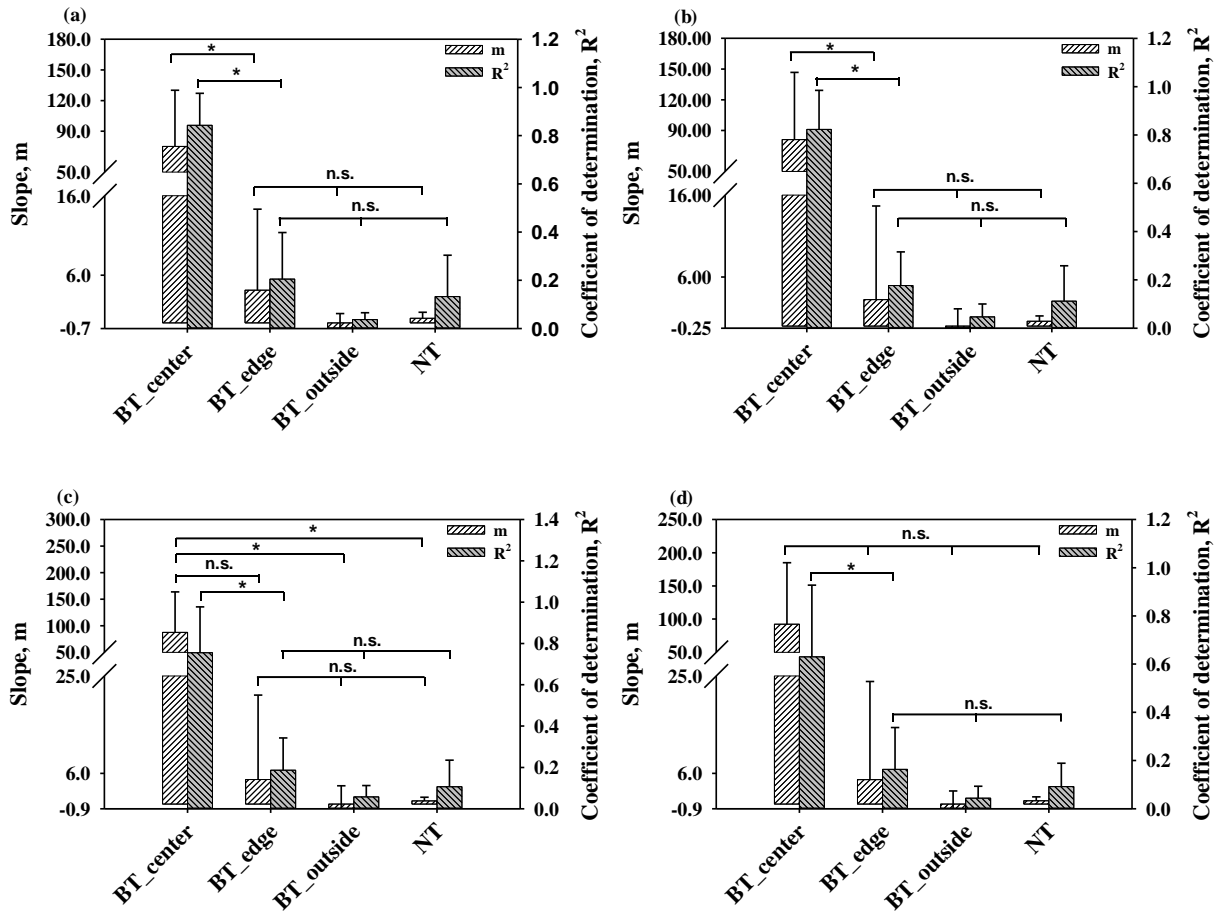 (a)
180.0
150.0
120.0
90.0
50.0
16.0
6.0
-0.7
Slope, m
1.2
1.0
0.8
0.6
0.4
0.2
0.0
Coefficient of determination, R²
m
R²
*
*
n.s.
n.s.
BT_center
BT_edge
BT_outside
NT
(b)
180.00
150.00
120.00
90.00
50.00
16.00
6.00
-0.25
Slope, m
1.2
1.0
0.8
0.6
0.4
0.2
0.0
Coefficient of determination, R²
m
R²
*
*
n.s.
n.s.
BT_center
BT_edge
BT_outside
NT
(c)
300.0
250.0
200.0
150.0
100.0
50.0
25.0
6.0
-0.9
Slope, m
1.4
1.2
1.0
0.8
0.6
0.4
0.2
0.0
Coefficient of determination, R²
m
R²
*
*
n.s.
*
n.s.
n.s.
BT_center
BT_edge
BT_outside
NT
(d)
250.0
200.0
150.0
100.0
50.0
25.0
6.0
-0.9
Slope, m
1.2
1.0
0.8
0.6
0.4
0.2
0.0
Coefficient of determination, R²
m
R²
n.s.
*
n.s.
BT_center
BT_edge
BT_outside
NT